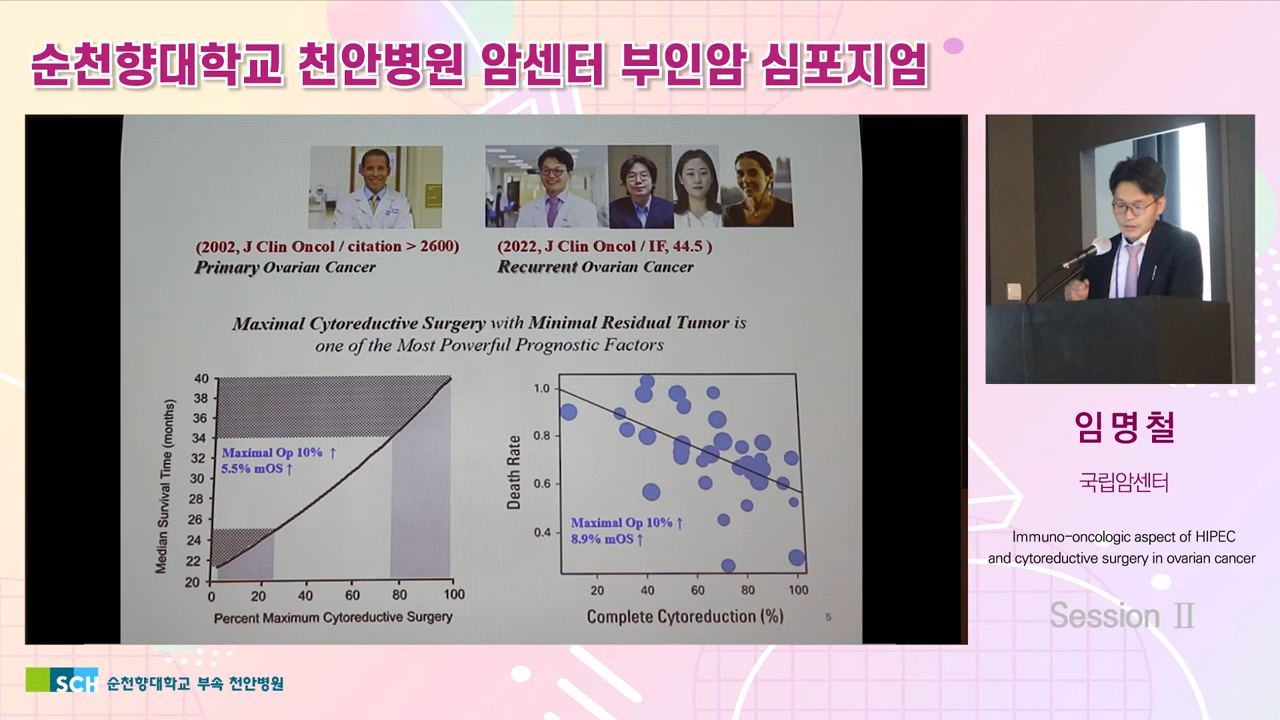 순천향대학교 천안병원 암센터 부인암 심포지엄
(2002, J Clin Oncol / citation > 2600)
Primary Ovarian Cancer
(2022, J Clin Oncol / IF, 44.5 )
Recurrent Ovarian Cancer
Maximal Cytoreductive Surgery with Minimal Residual Tumor is
one of the Most Powerful Prognostic Factors
Median Survival Time (months)
40
38
36
34
32
30
28
26
24
22
20
Maximal Op 10% ↑
5.5% mOS ↑
0 20 40 60 80 100
Percent Maximum Cytoreductive Surgery
Death Rate
1.0
0.8
0.6
0.4
Maximal Op 10% ↑
8.9% mOS ↑
20 40 60 80 100
Complete Cytoreduction (%)
5
임명철
국립암센터
Immuno-oncologic aspect of HIPEC
and cytoreductive surgery in ovarian cancer
Session Ⅱ
SCH 순천향대학교 부속 천안병원